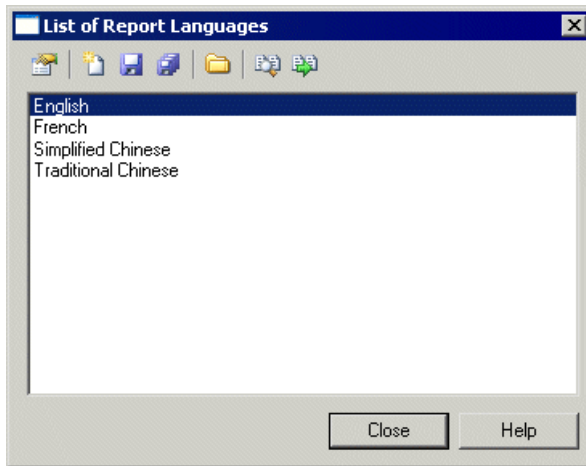 List of Report Languages
English
French
Simplified Chinese
Traditional Chinese
Close
Help